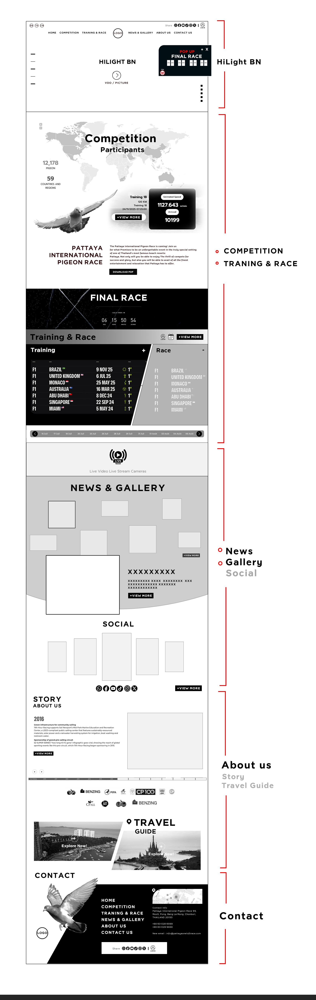 EN TH CIN
Share
LOGIN
HOME COMPETITION TRANING & RACE LOGO NEWS & GALLERY ABOUT US CONTACT US
POP UP + X
FINAL RACE
Live
HILIGHT BN
VDO / PICTURE
HiLight BN
Competition
Participants
12,178
PIGEON
59
COUNTRIES AND
REGIONS
Training 18
120 KM
Training 18
24/11/2025 07:25:00
+VIEW MORE
Estimated Speed
1127.643 m/min
Arrived
10199
PATTAYA
INTERNATIONAL
PIGEON RACE
The Pattaya International Pigeon Race is coming! Join us
for what Promises to be an unforgettable event in the truly special setting
of one of Thailand's most famous beach resorts:
Pattaya. Not only will you be able to enjoy The thrill of compete for
success and glory, but also you will be able to avail of all the finest
entertainment and relaxation that Pattaya has to offer.
DOWNLOAD PDF
COMPETITION
TRANING & RACE
FINAL RACE
SALE ENDS IN
06 15 50 54
DAYS HOURS MINUTES SECONDS
Training & Race
LOGIN
+VIEW MORE
Training +
Race -
F1 BRAZIL 9 NOV 25 1ST
F1 UNITED KINGDOM 6 JUL 25 1ST
F1 MONACO 25 MAY 25 1ST
F1 AUSTRALIA 16 MAR 25 1ST
F1 ABU DHABI 8 DEC 24 1ST
F1 SINGAPORE 22 SEP 24 1ST
F1 MIAMI 5 MAY 24 1ST
F1 BRAZIL
F1 UNITED KINGDOM
F1 MONACO
F1 AUSTRALIA
F1 ABU DHABI
F1 SINGAPORE
F1 MIAMI
16 Juil 17 Juil 18 Juil 20 Juil 25 Juil 26 Juil 28 Juil 29 Juil 31 Juil 01 Août 03 Août 04 Août 06 Août
LIVE
STREAM
Live Video Live Stream Cameras
NEWS & GALLERY
+VIEW MORE
News
Gallery
Social
XXXXXXXXX
XXXXXXXXX XXXX XXXXXXXX XXX
XXXXXXXXXXXX XXXXXXX
XXXXXXXXXXXX
+VIEW MORE
SOCIAL
+VIEW MORE
STORY
ABOUT US
2016
Green infrastructure for community sailing
11th Hour Racing supports Sail Newport's Mid-Park Marine Education and Recreation
Center, a LEED-compliant public sailing center that features sustainably-resourced
materials, solar power and a rainwater harvesting system for irrigation, boat washing and
restroom water.
Sponsorship of grand-prix sailing circuit
52 SUPER SERIES' 'how long til it's gone' infographic goes viral, showing the reach of global
sporting events like this pro-circuit, which 11th Hour Racing began sponsoring in 2015.
+VIEW MORE
Our History 2010 2011 2012 2013 2014 2015 2016
About us
Story
Travel Guide
BENZING PIPA CP100 CP
CPALL true 5G BENZING
TRAVEL
GUIDE
PATTAYA
Explore Now!
Explore Now!
CONTACT
HOME
COMPETITION
TRANING & RACE
NEWS & GALLERY
ABOUT US
CONTACT US
Contact Info
Pattaya International Pigeon Race 99,
Moo5, Pong, Bang La-Mung, Chonburi,
THAILAND 20150
+66-83-028-8999
+66-83-029-9888
New email : info@pattayaoneloftrace.com
LOGO
Share
LOGIN
Contact